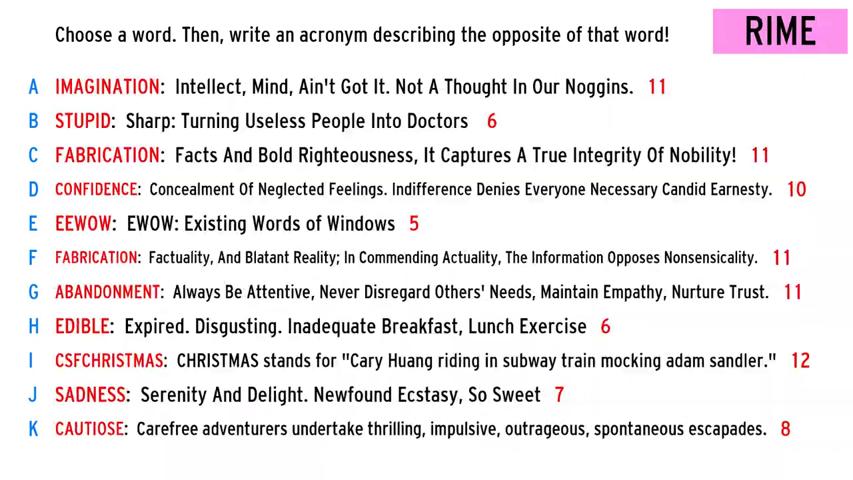 Choose a word. Then, write an acronym describing the opposite of that word!
RIME
A IMAGINATION: Intellect, Mind, Ain't Got It. Not A Thought In Our Noggins. 11
B STUPID: Sharp: Turning Useless People Into Doctors 6
C FABRICATION: Facts And Bold Righteousness, It Captures A True Integrity Of Nobility! 11
D CONFIDENCE: Concealment Of Neglected Feelings. Indifference Denies Everyone Necessary Candid Earnesty. 10
E EEWOW: EWOW: Existing Words of Windows 5
F FABRICATION: Factuality, And Blatant Reality; In Commending Actuality, The Information Opposes Nonsensicality. 11
G ABANDONMENT: Always Be Attentive, Never Disregard Others' Needs, Maintain Empathy, Nurture Trust. 11
H EDIBLE: Expired. Disgusting. Inadequate Breakfast, Lunch Exercise 6
I CSFCHRISTMAS: CHRISTMAS stands for "Cary Huang riding in subway train mocking adam sandler." 12
J SADNESS: Serenity And Delight. Newfound Ecstasy, So Sweet 7
K CAUTIOSE: Carefree adventurers undertake thrilling, impulsive, outrageous, spontaneous escapades. 8